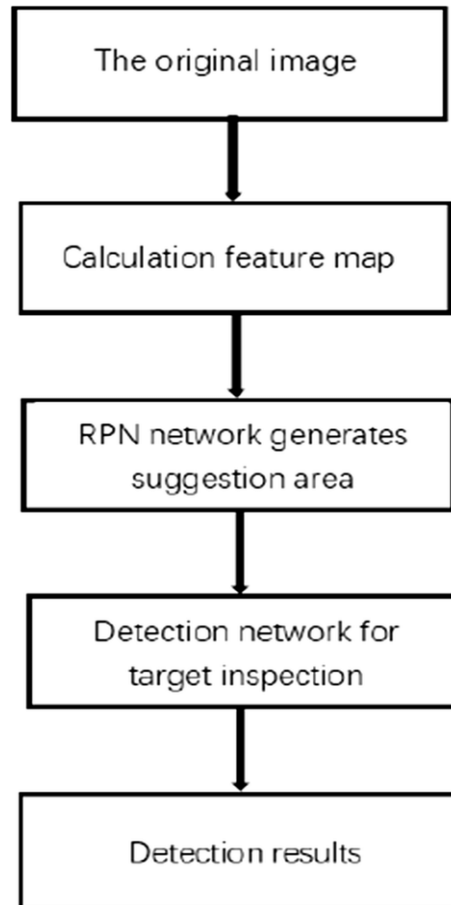 The original image
Calculation feature map
RPN network generates
suggestion area
Detection network for
target inspection
Detection results